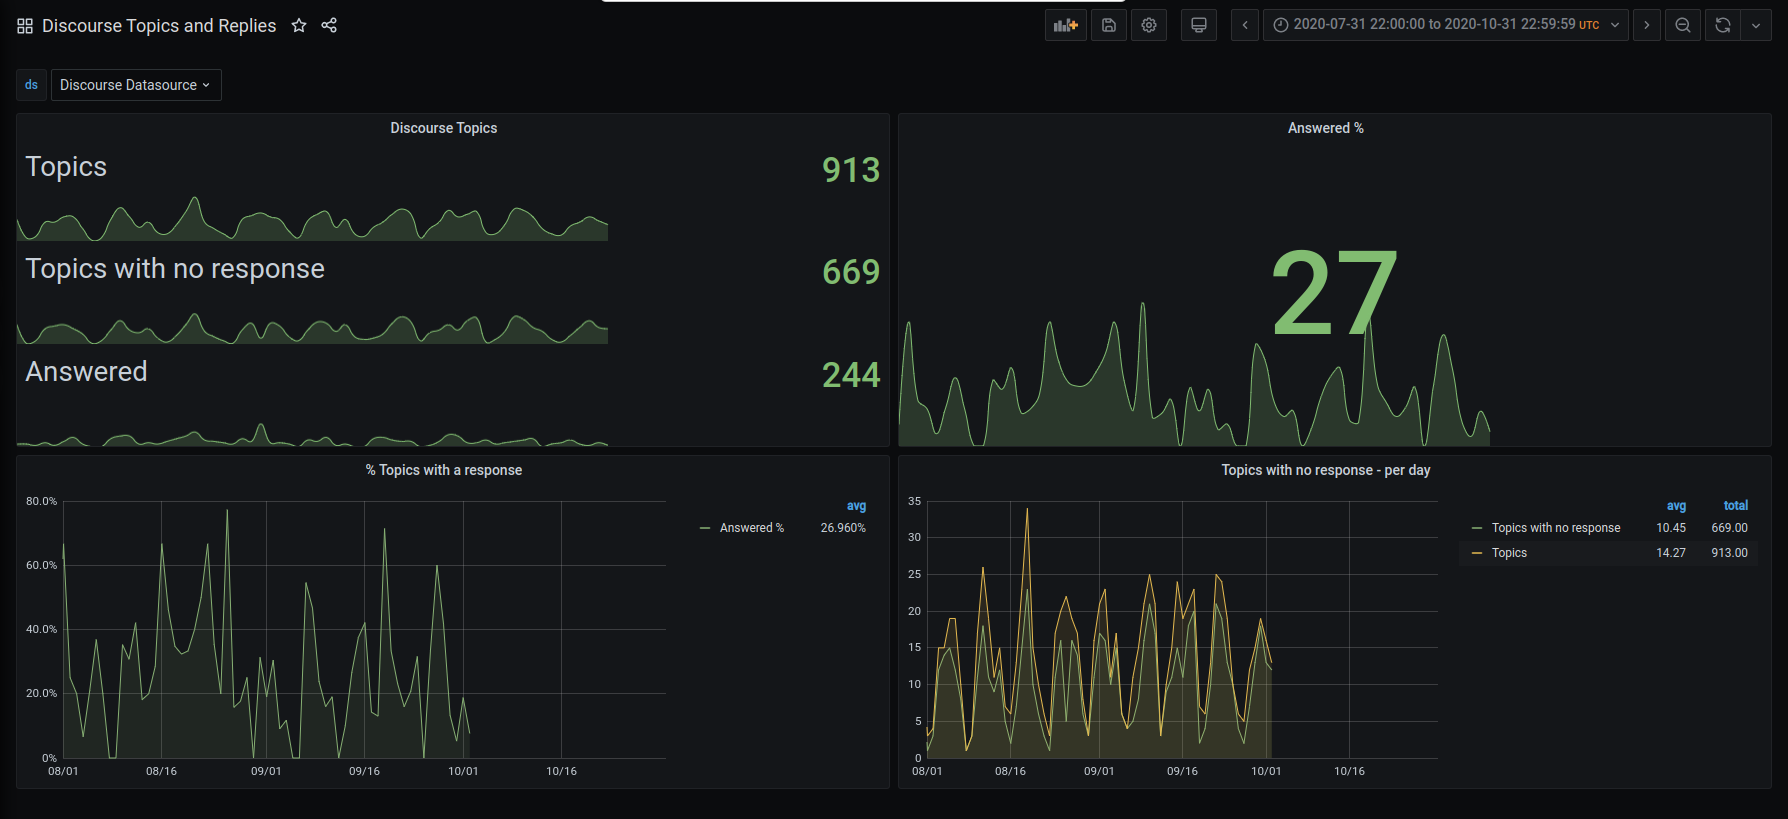 Discourse Topics and Replies
2020-07-31 22:00:00 to 2020-10-31 22:59:59 UTC
ds
Discourse Datasource
Discourse Topics
Topics
913
Topics with no response
669
Answered
244
Answered %
27
% Topics with a response
80.0%
60.0%
40.0%
20.0%
0%
08/01
08/16
09/01
09/16
10/01
10/16
avg
Answered %
26.960%
Topics with no response - per day
35
30
25
20
15
10
5
0
08/01
08/16
09/01
09/16
10/01
10/16
avg total
Topics with no response 10.45 669.00
Topics 14.27 913.00